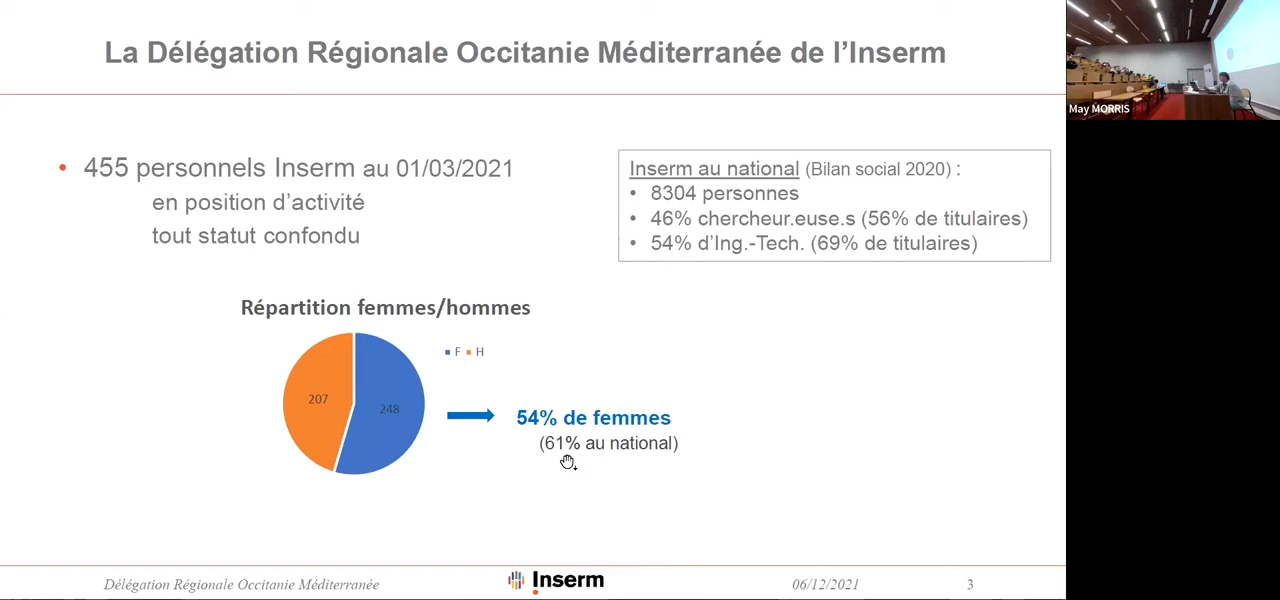 La Délégation Régionale Occitanie Méditerranée de l’Inserm
May MORRIS
• 455 personnels Inserm au 01/03/2021
en position d’activité
tout statut confondu
Inserm au national (Bilan social 2020) :
• 8304 personnes
• 46% chercheur.euse.s (56% de titulaires)
• 54% d’Ing.-Tech. (69% de titulaires)
Répartition femmes/hommes
F H
207
248
54% de femmes
(61% au national)
Délégation Régionale Occitanie Méditerranée
Inserm
06/12/2021
3